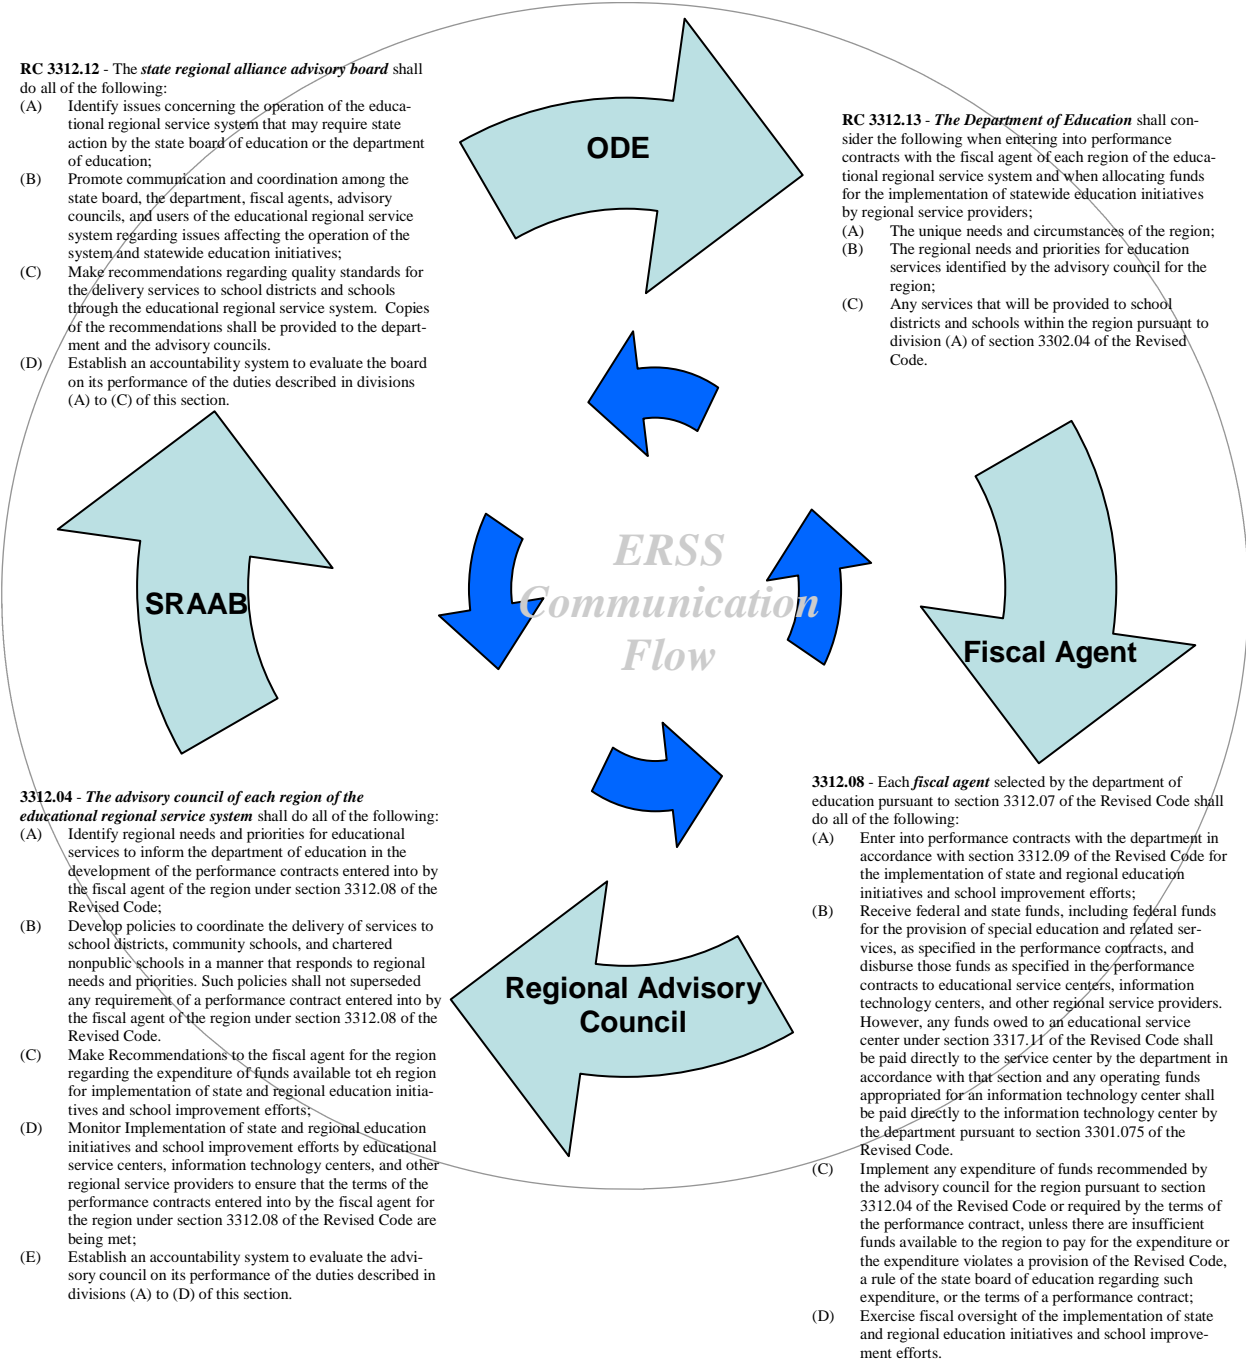 RC 3312.12 - The state regional alliance advisory board shall
do all of the following:
(A) Identify issues concerning the operation of the educa-
tional regional service system that may require state
action by the state board of education or the department
of education;
(B) Promote communication and coordination among the
state board, the department, fiscal agents, advisory
councils, and users of the educational regional service
system regarding issues affecting the operation of the
system and statewide education initiatives;
(C) Make recommendations regarding quality standards for
the delivery services to school districts and schools
through the educational regional service system. Copies
of the recommendations shall be provided to the depart-
ment and the advisory councils.
(D) Establish an accountability system to evaluate the board
on its performance of the duties described in divisions
(A) to (C) of this section.
ODE
RC 3312.13 - The Department of Education shall con-
sider the following when entering into performance
contracts with the fiscal agent of each region of the educa-
tional regional service system and when allocating funds
for the implementation of statewide education initiatives
by regional service providers;
(A) The unique needs and circumstances of the region;
(B) The regional needs and priorities for education
services identified by the advisory council for the
region;
(C) Any services that will be provided to school
districts and schools within the region pursuant to
division (A) of section 3302.04 of the Revised
Code.
SRAAB
ERSS
Communication
Flow
Fiscal Agent
3312.04 - The advisory council of each region of the
educational regional service system shall do all of the following:
(A) Identify regional needs and priorities for educational
services to inform the department of education in the
development of the performance contracts entered into by
the fiscal agent of the region under section 3312.08 of the
Revised Code;
(B) Develop policies to coordinate the delivery of services to
school districts, community schools, and chartered
nonpublic schools in a manner that responds to regional
needs and priorities. Such policies shall not superseded
any requirement of a performance contract entered into by
the fiscal agent of the region under section 3312.08 of the
Revised Code.
(C) Make Recommendations to the fiscal agent for the region
regarding the expenditure of funds available tot eh region
for implementation of state and regional education initia-
tives and school improvement efforts;
(D) Monitor Implementation of state and regional education
initiatives and school improvement efforts by educational
service centers, information technology centers, and other
regional service providers to ensure that the terms of the
performance contracts entered into by the fiscal agent for
the region under section 3312.08 of the Revised Code are
being met;
(E) Establish an accountability system to evaluate the advi-
sory council on its performance of the duties described in
divisions (A) to (D) of this section.
Regional Advisory
Council
3312.08 - Each fiscal agent selected by the department of
education pursuant to section 3312.07 of the Revised Code shall
do all of the following:
(A) Enter into performance contracts with the department in
accordance with section 3312.09 of the Revised Code for
the implementation of state and regional education
initiatives and school improvement efforts;
(B) Receive federal and state funds, including federal funds
for the provision of special education and related ser-
vices, as specified in the performance contracts, and
disburse those funds as specified in the performance
contracts to educational service centers, information
technology centers, and other regional service providers.
However, any funds owed to an educational service
center under section 3317.11 of the Revised Code shall
be paid directly to the service center by the department in
accordance with that section and any operating funds
appropriated for an information technology center shall
be paid directly to the information technology center by
the department pursuant to section 3301.075 of the
Revised Code.
(C) Implement any expenditure of funds recommended by
the advisory council for the region pursuant to section
3312.04 of the Revised Code or required by the terms of
the performance contract, unless there are insufficient
funds available to the region to pay for the expenditure or
the expenditure violates a provision of the Revised Code,
a rule of the state board of education regarding such
expenditure, or the terms of a performance contract;
(D) Exercise fiscal oversight of the implementation of state
and regional education initiatives and school improve-
ment efforts.